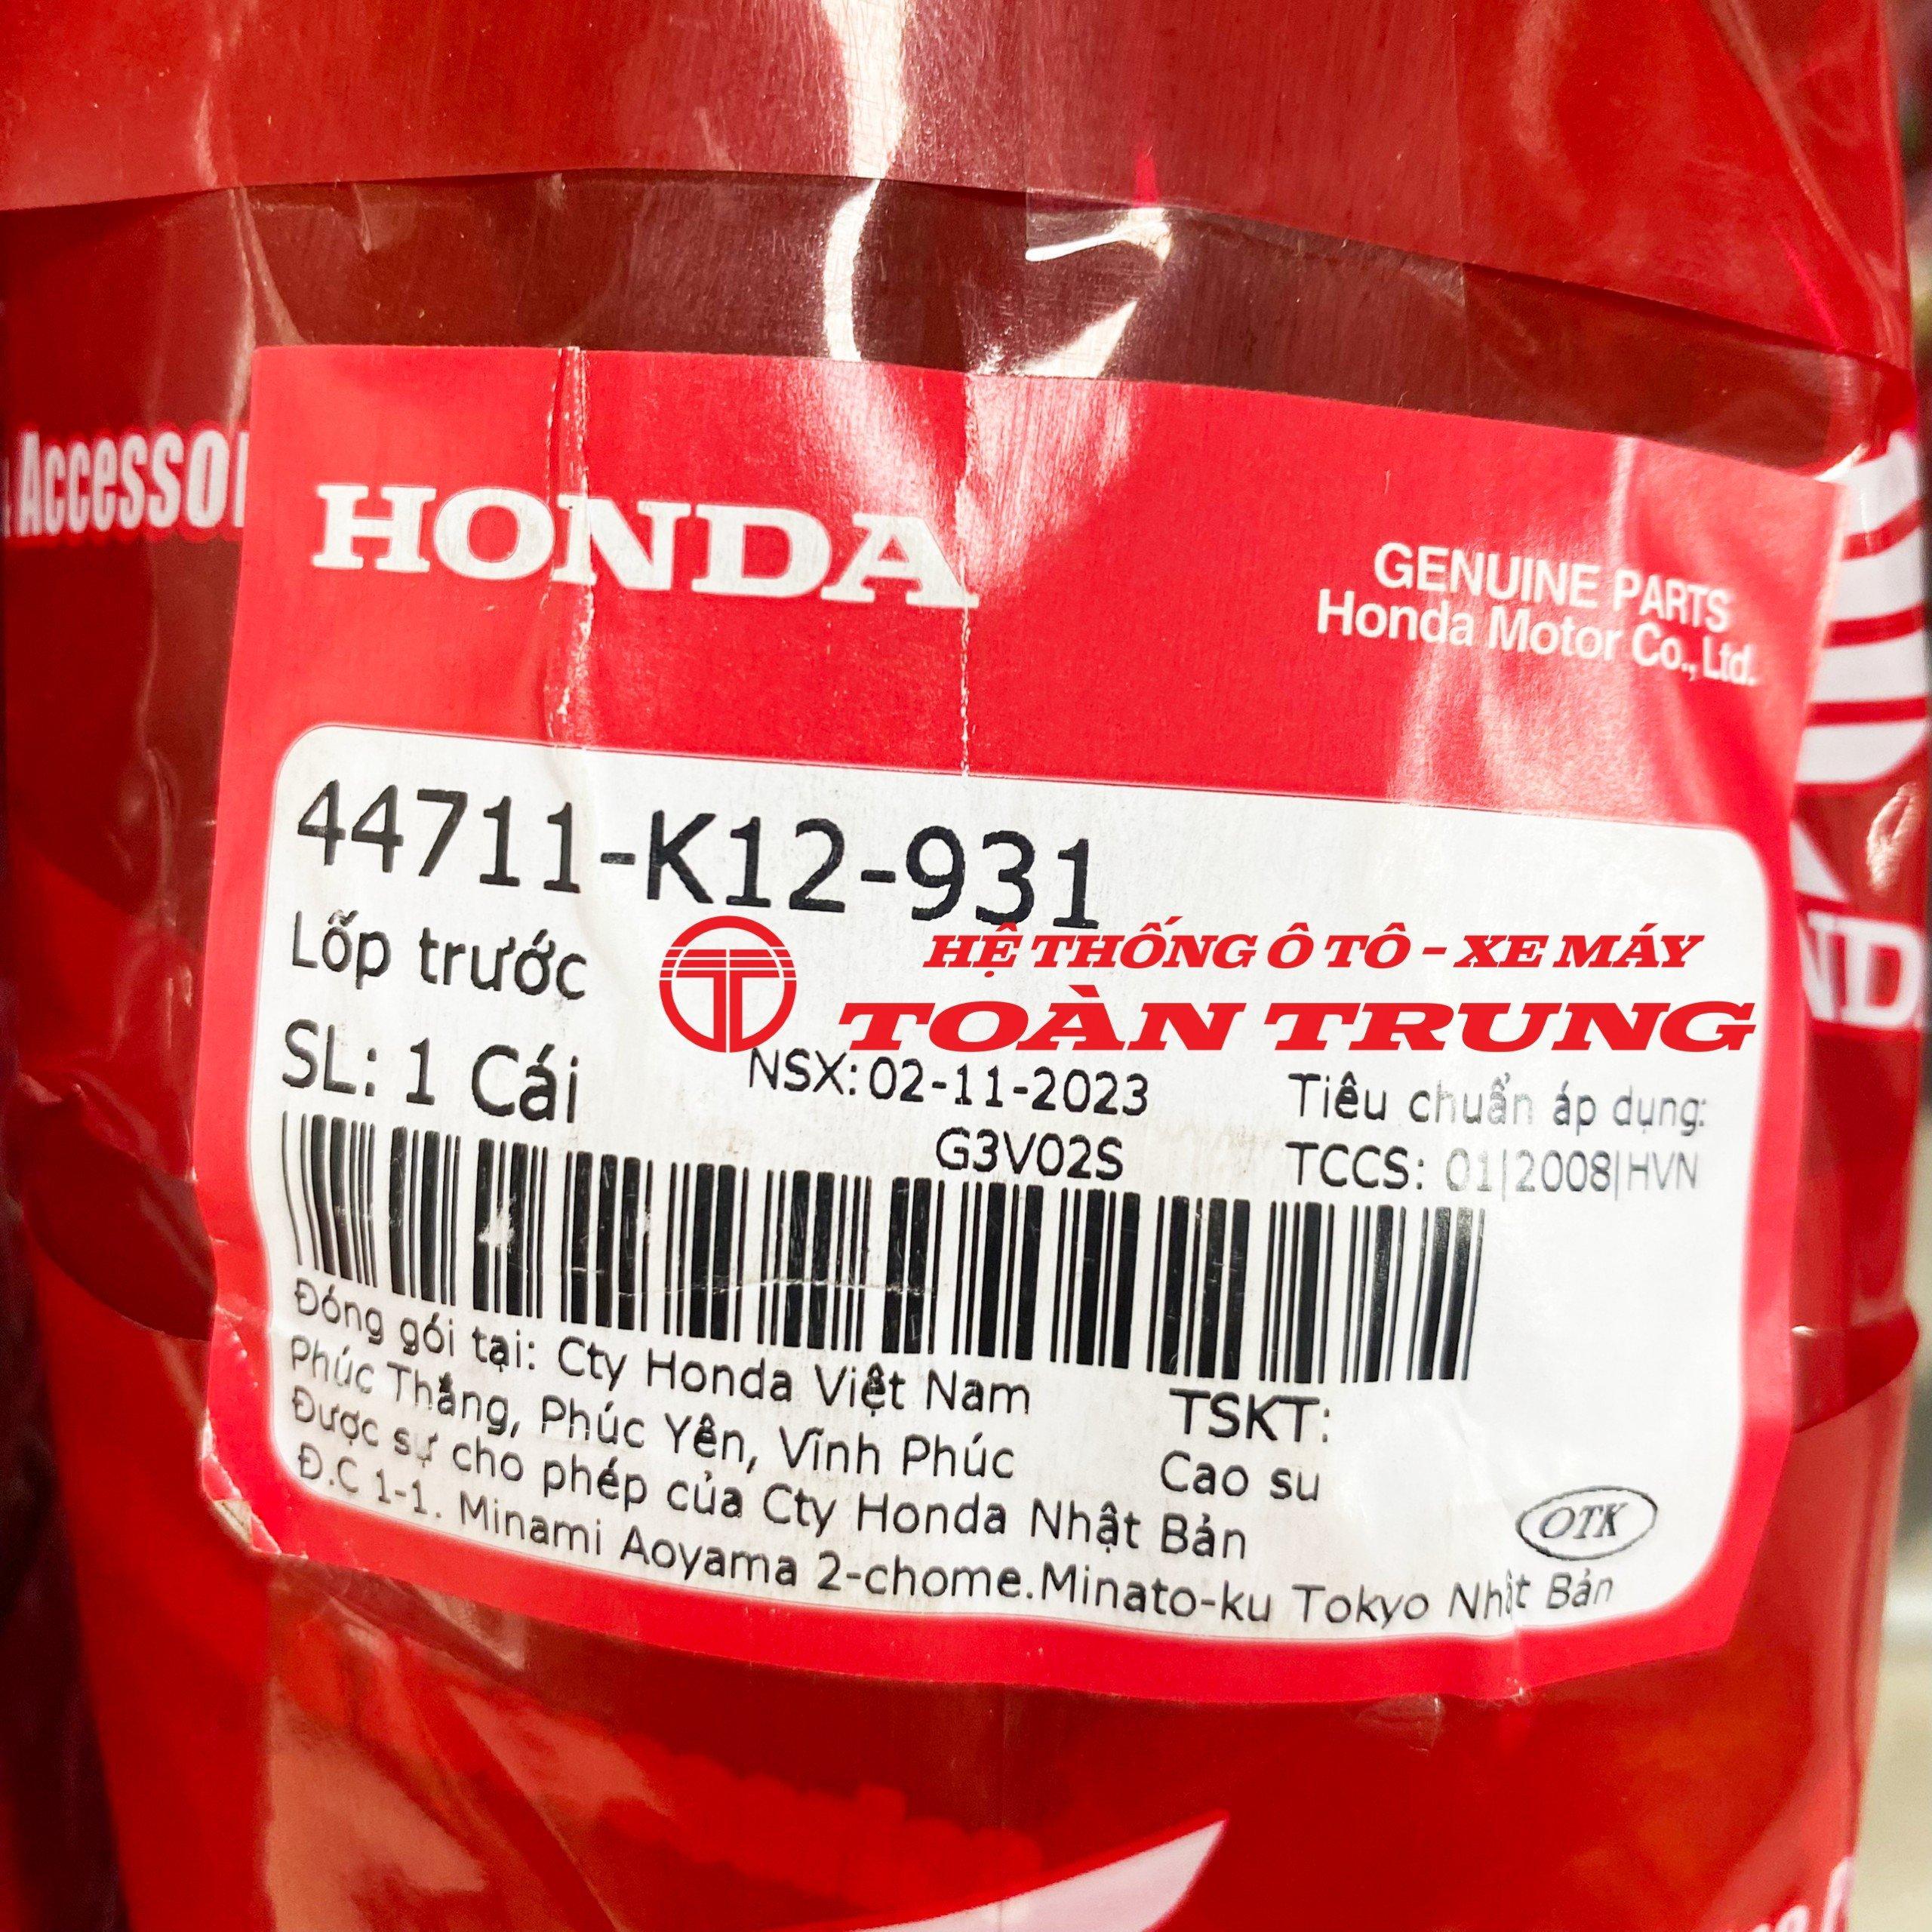 Accessor
HONDA
GENUINE PARTS
Honda Motor Co., Ltd.
44711-K12-931
Lốp trước
HỆ THỐNG Ô TÔ - XE MÁY
TOÀN TRUNG
SL: 1 Cái
NSX: 02-11-2023
G3V02S
Tiêu chuẩn áp dụng:
TCCS: 01|2008|HVN
Đóng gói tại: Cty Honda Việt Nam
Phúc Thắng, Phúc Yên, Vĩnh Phúc
Được sự cho phép của Cty Honda Nhật Bản
Đ.C 1-1. Minami Aoyama 2-chome.Minato-ku Tokyo Nhật Bản
TSKT:
Cao su
OTK
ND